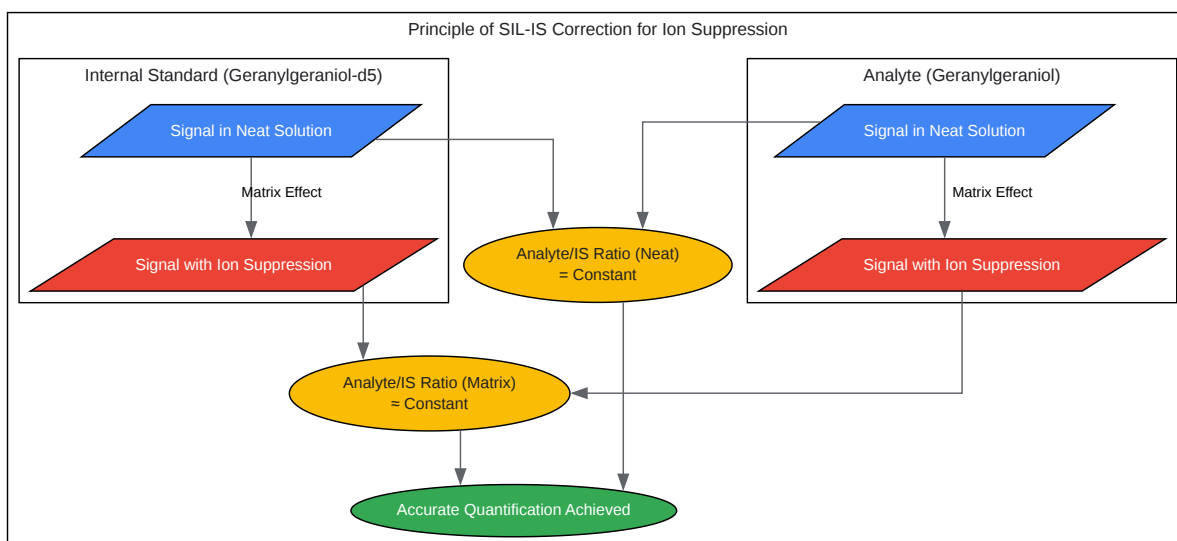 Principle of SIL-IS Correction for Ion Suppression
Internal Standard (Geranylgeraniol-d5)
Signal in Neat Solution
Matrix Effect
Signal with Ion Suppression
Analyte (Geranylgeraniol)
Signal in Neat Solution
Matrix Effect
Signal with Ion Suppression
Analyte/IS Ratio (Neat)
= Constant
Analyte/IS Ratio (Matrix)
≈ Constant
Accurate Quantification Achieved